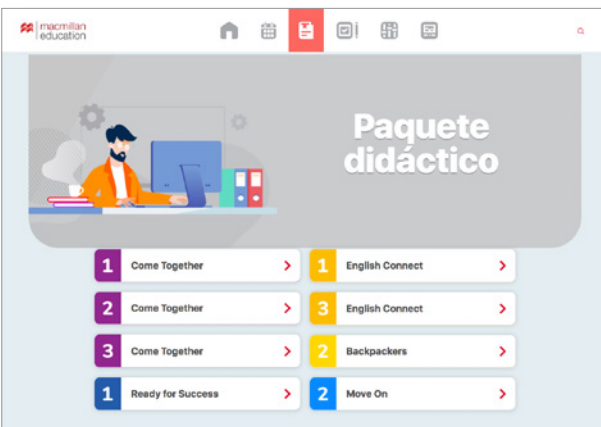 macmillan
education
Paquete
didáctico
1 Come Together
1 English Connect
2 Come Together
3 English Connect
3 Come Together
2 Backpackers
1 Ready for Success
2 Move On